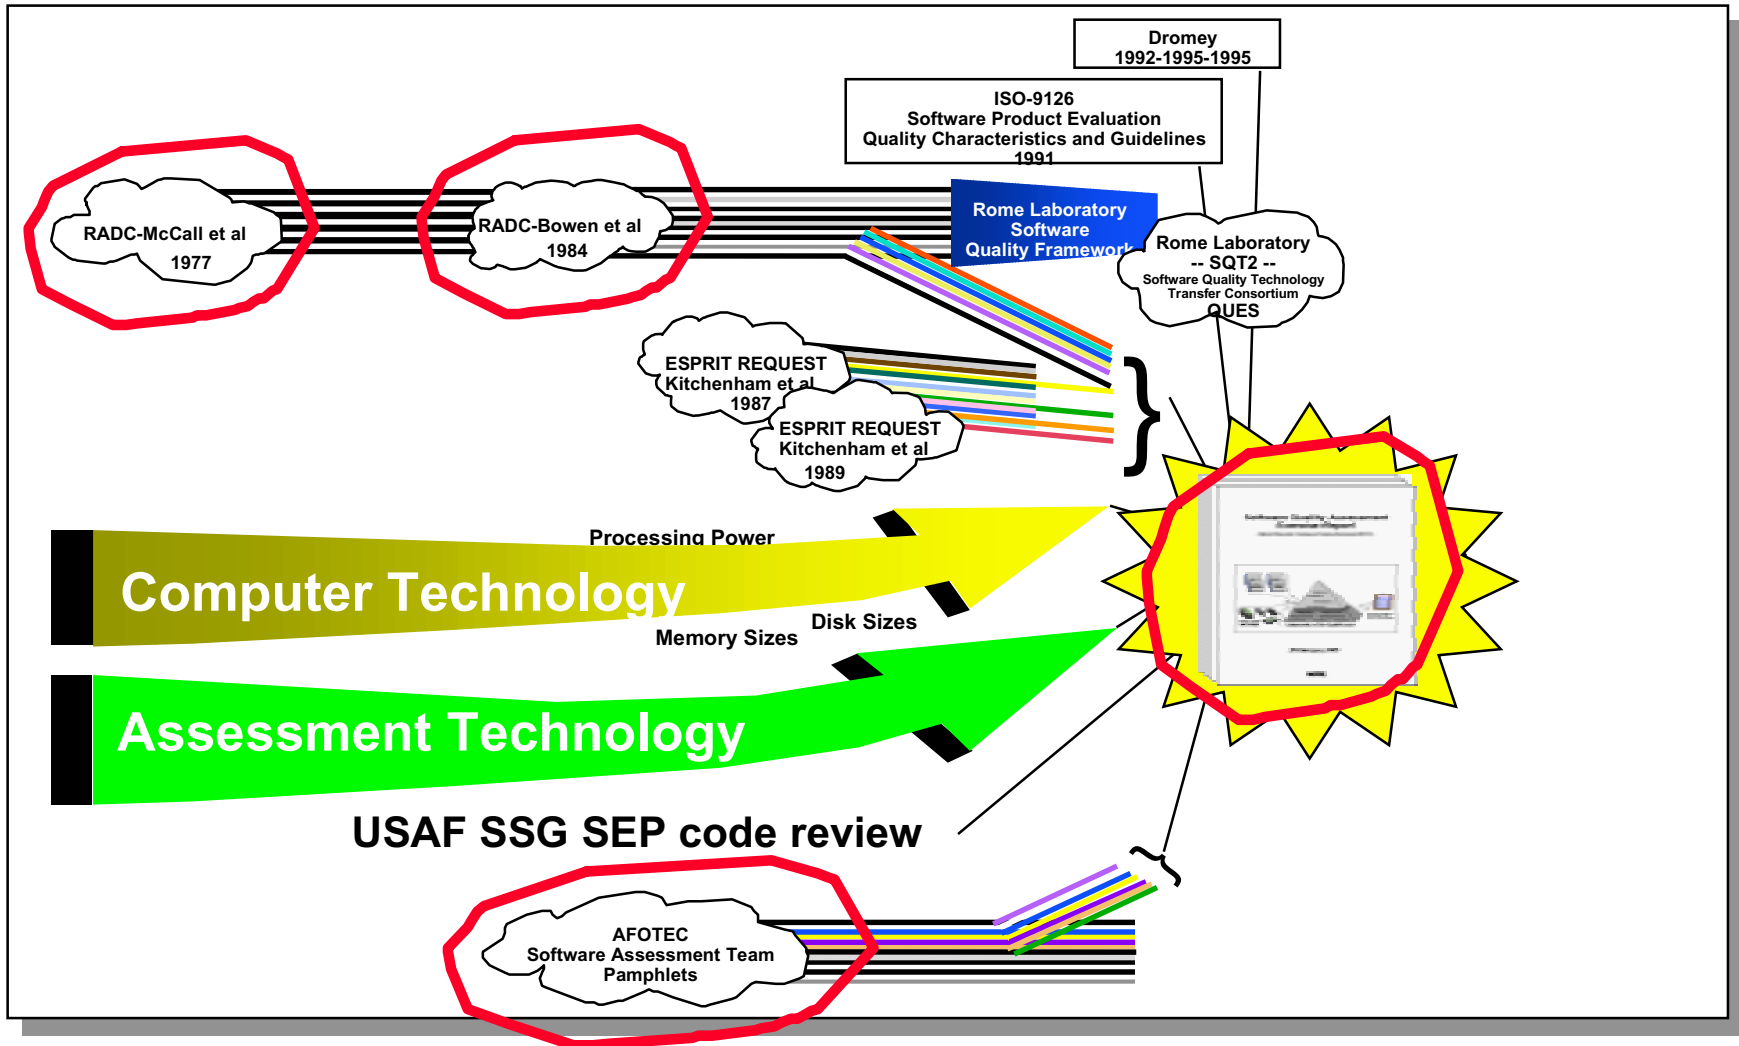 Dromey
1992-1995-1995
ISO-9126
Software Product Evaluation
Quality Characteristics and Guidelines
1991
RADC-McCall et al
1977
RADC-Bowen et al
1984
Rome Laboratory
Software
Quality Framework
Rome Laboratory
-- SQT2 --
Software Quality Technology
Transfer Consortium
QUES
ESPRIT REQUEST
Kitchenham et al
1987
ESPRIT REQUEST
Kitchenham et al
1989
Software Quality Assessment
Processing Power
Computer Technology
Disk Sizes
Memory Sizes
Assessment Technology
USAF SSG SEP code review
AFOTEC
Software Assessment Team
Pamphlets